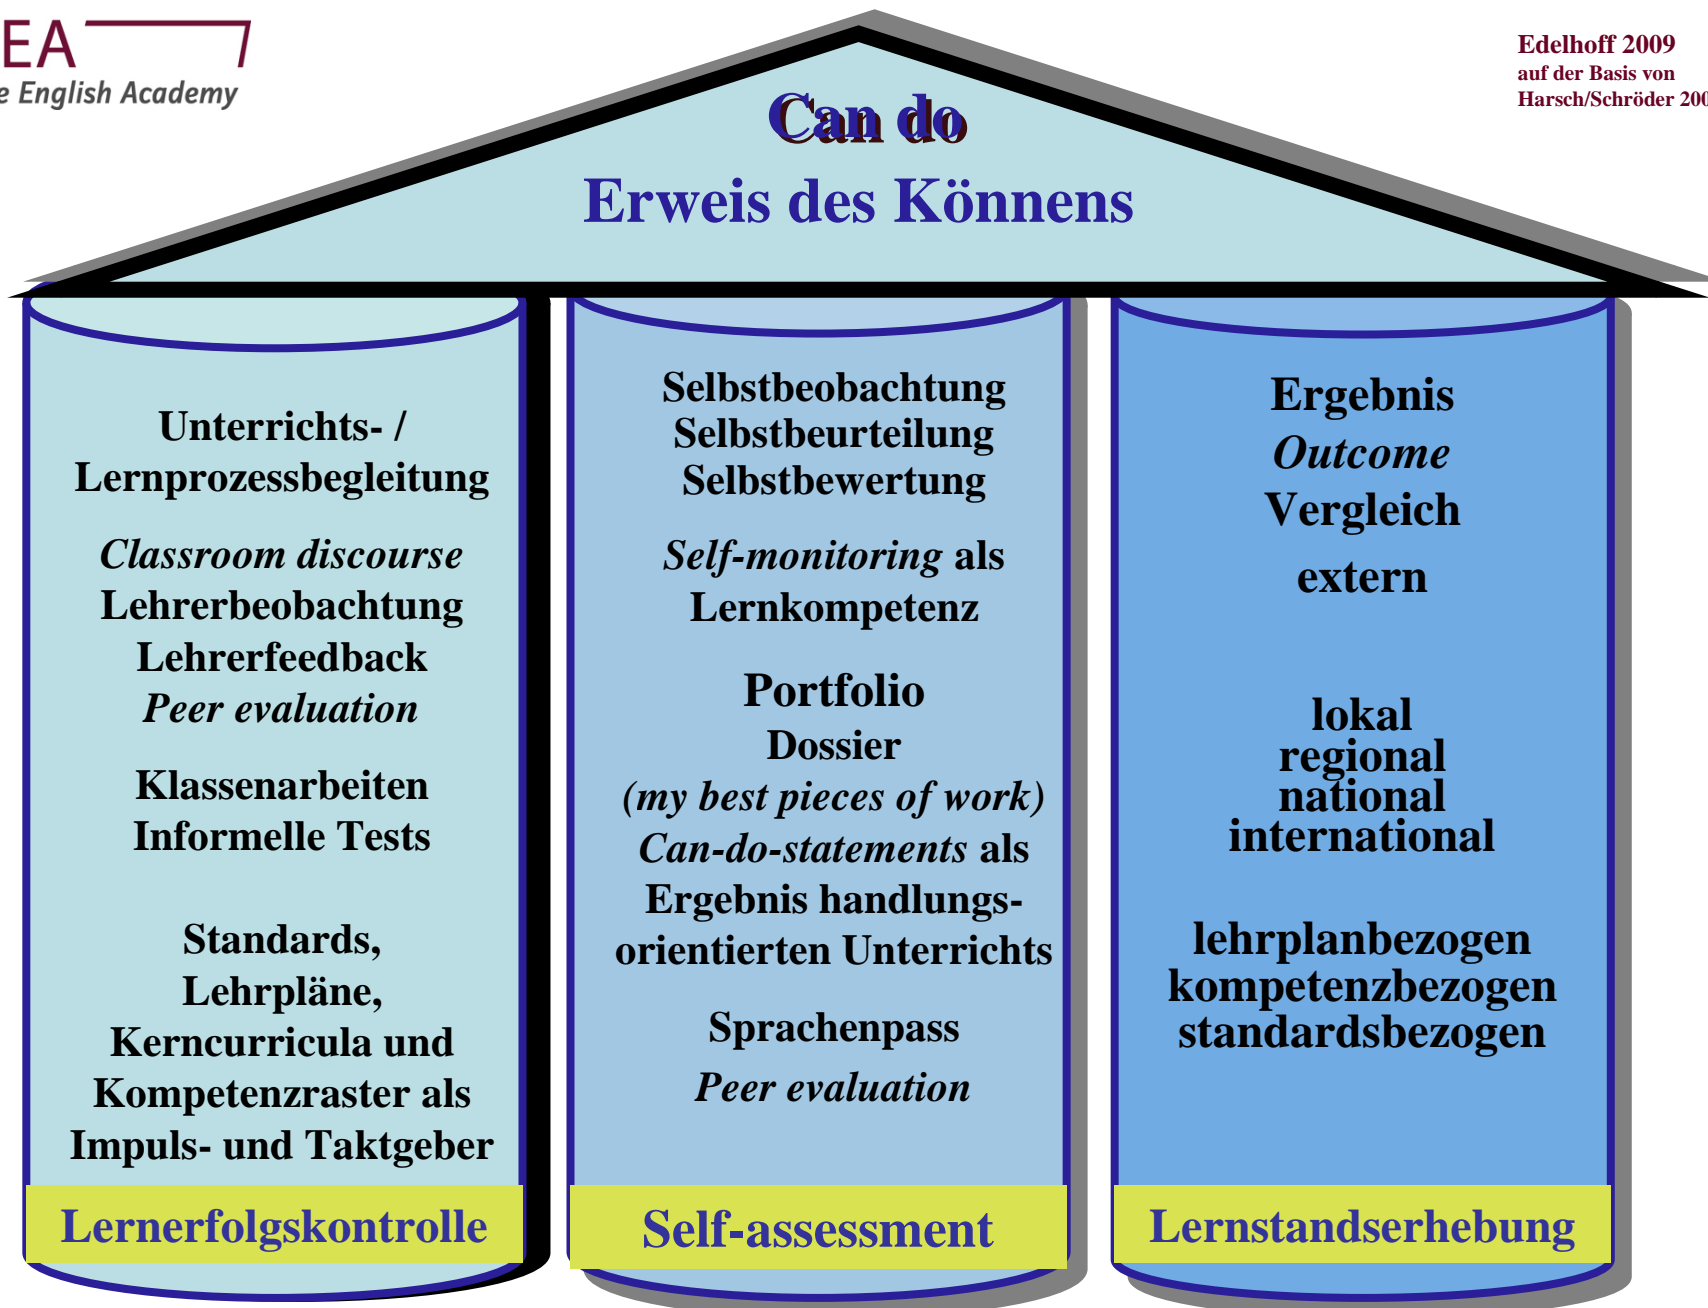 EA
e English Academy
Edelhoff 2009
auf der Basis von
Harsch/Schröder 200
Can do
Erweis des Könnens
Unterrichts- /
Lernprozessbegleitung
Classroom discourse
Lehrerbeobachtung
Lehrerfeedback
Peer evaluation
Klassenarbeiten
Informelle Tests
Standards,
Lehrpläne,
Kerncurricula und
Kompetenzraster als
Impuls- und Taktgeber
Lernerfolgskontrolle
Selbstbeobachtung
Selbstbeurteilung
Selbstbewertung
Self-monitoring als
Lernkompetenz
Portfolio
Dossier
(my best pieces of work)
Can-do-statements als
Ergebnis handlungs-
orientierten Unterrichts
Sprachenpass
Peer evaluation
Self-assessment
Ergebnis
Outcome
Vergleich
extern
lokal
regional
national
international
lehrplanbezogen
kompetenzbezogen
standardsbezogen
Lernstandserhebung